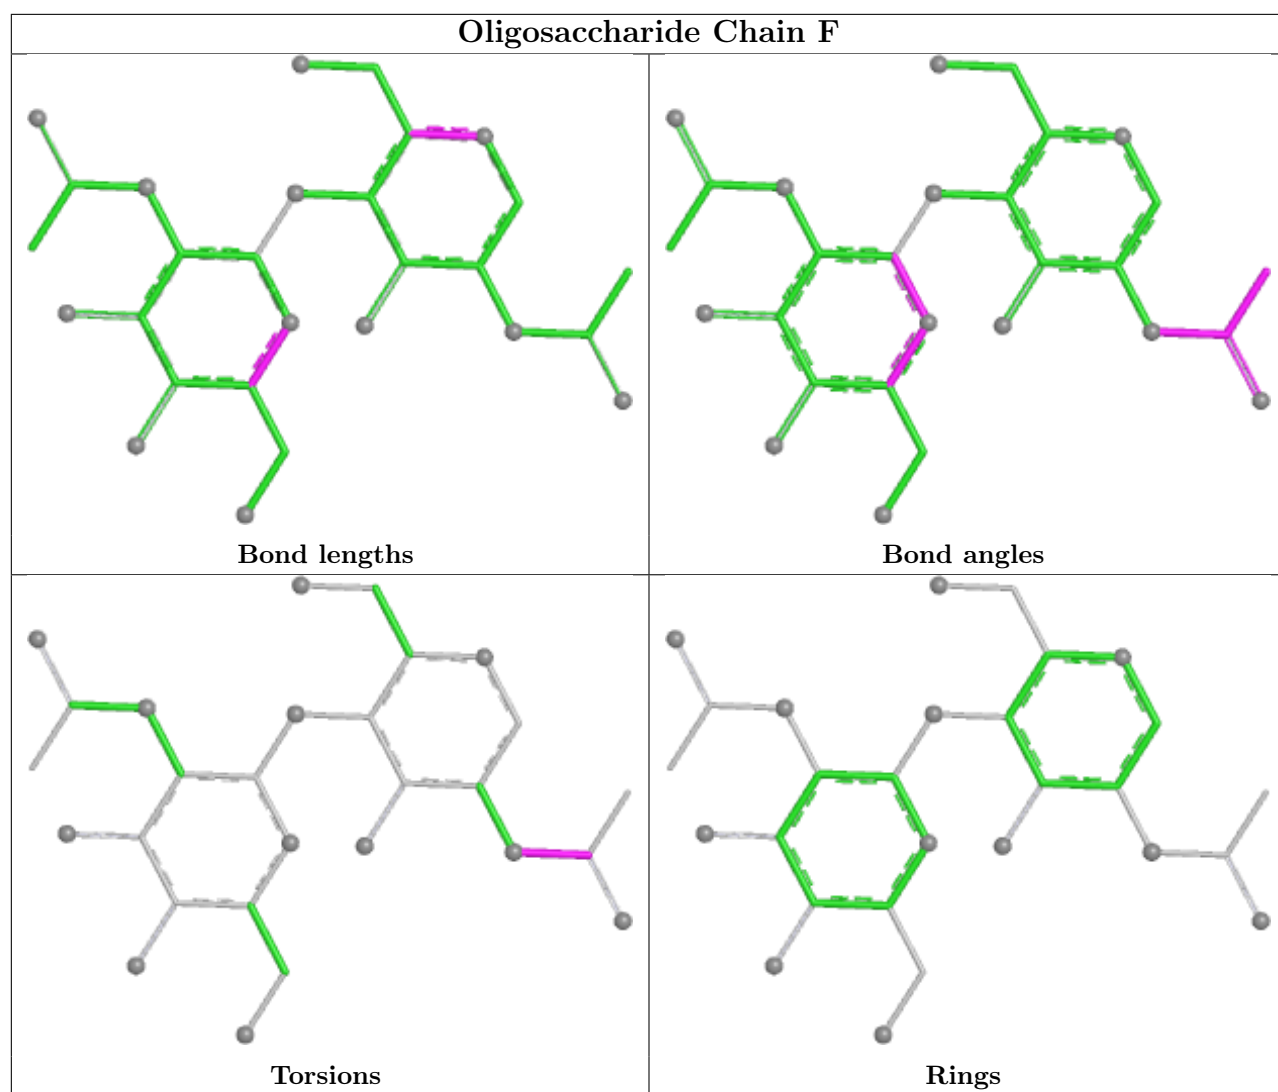 Oligosaccharide Chain F
Bond lengths
Bond angles
Torsions
Rings